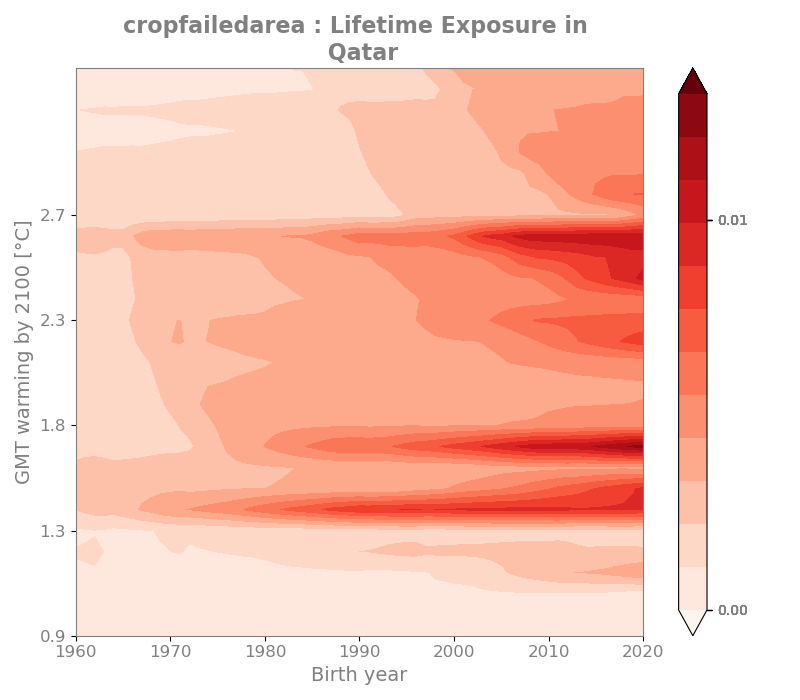 cropfailedarea : Lifetime Exposure in
Qatar
GMT warming by 2100 [°C]
2.7
2.3
1.8
1.3
0.9
1960 1970 1980 1990 2000 2010 2020
Birth year
0.01
0.00